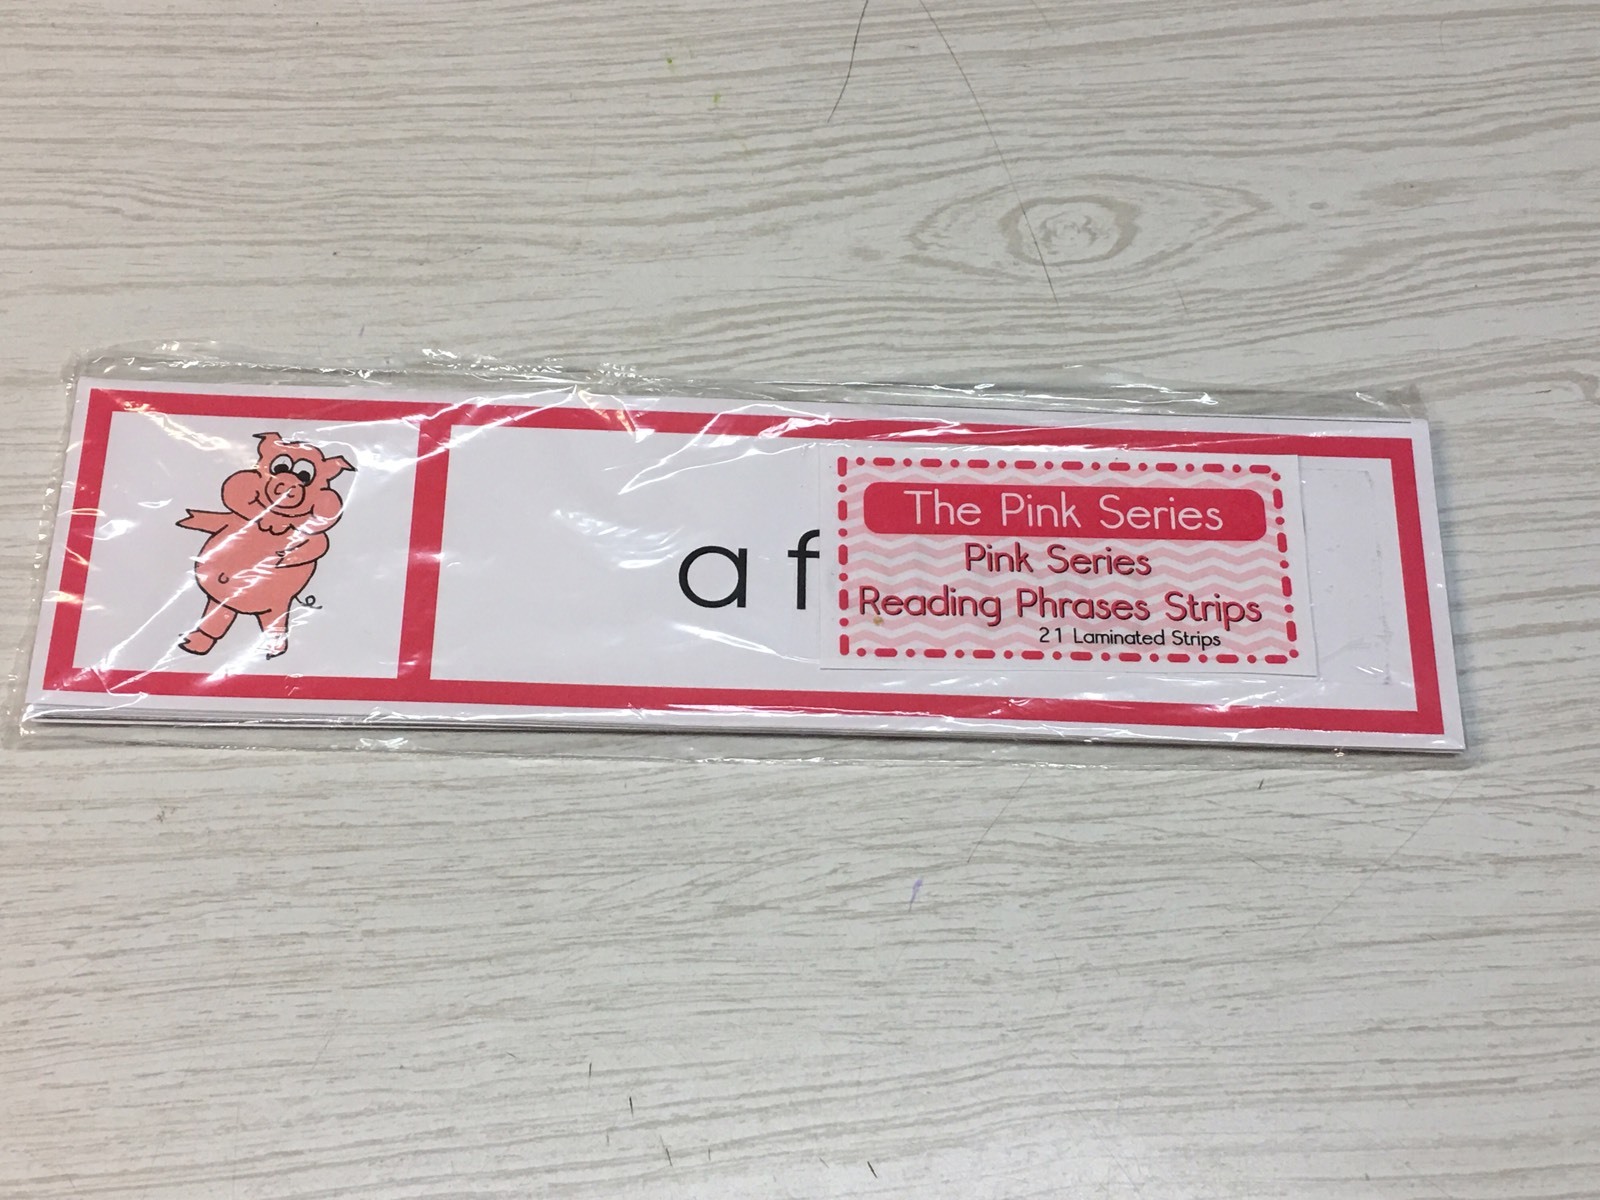 a f
The Pink Series
Pink Series
Reading Phrases Strips
21 Laminated Strips